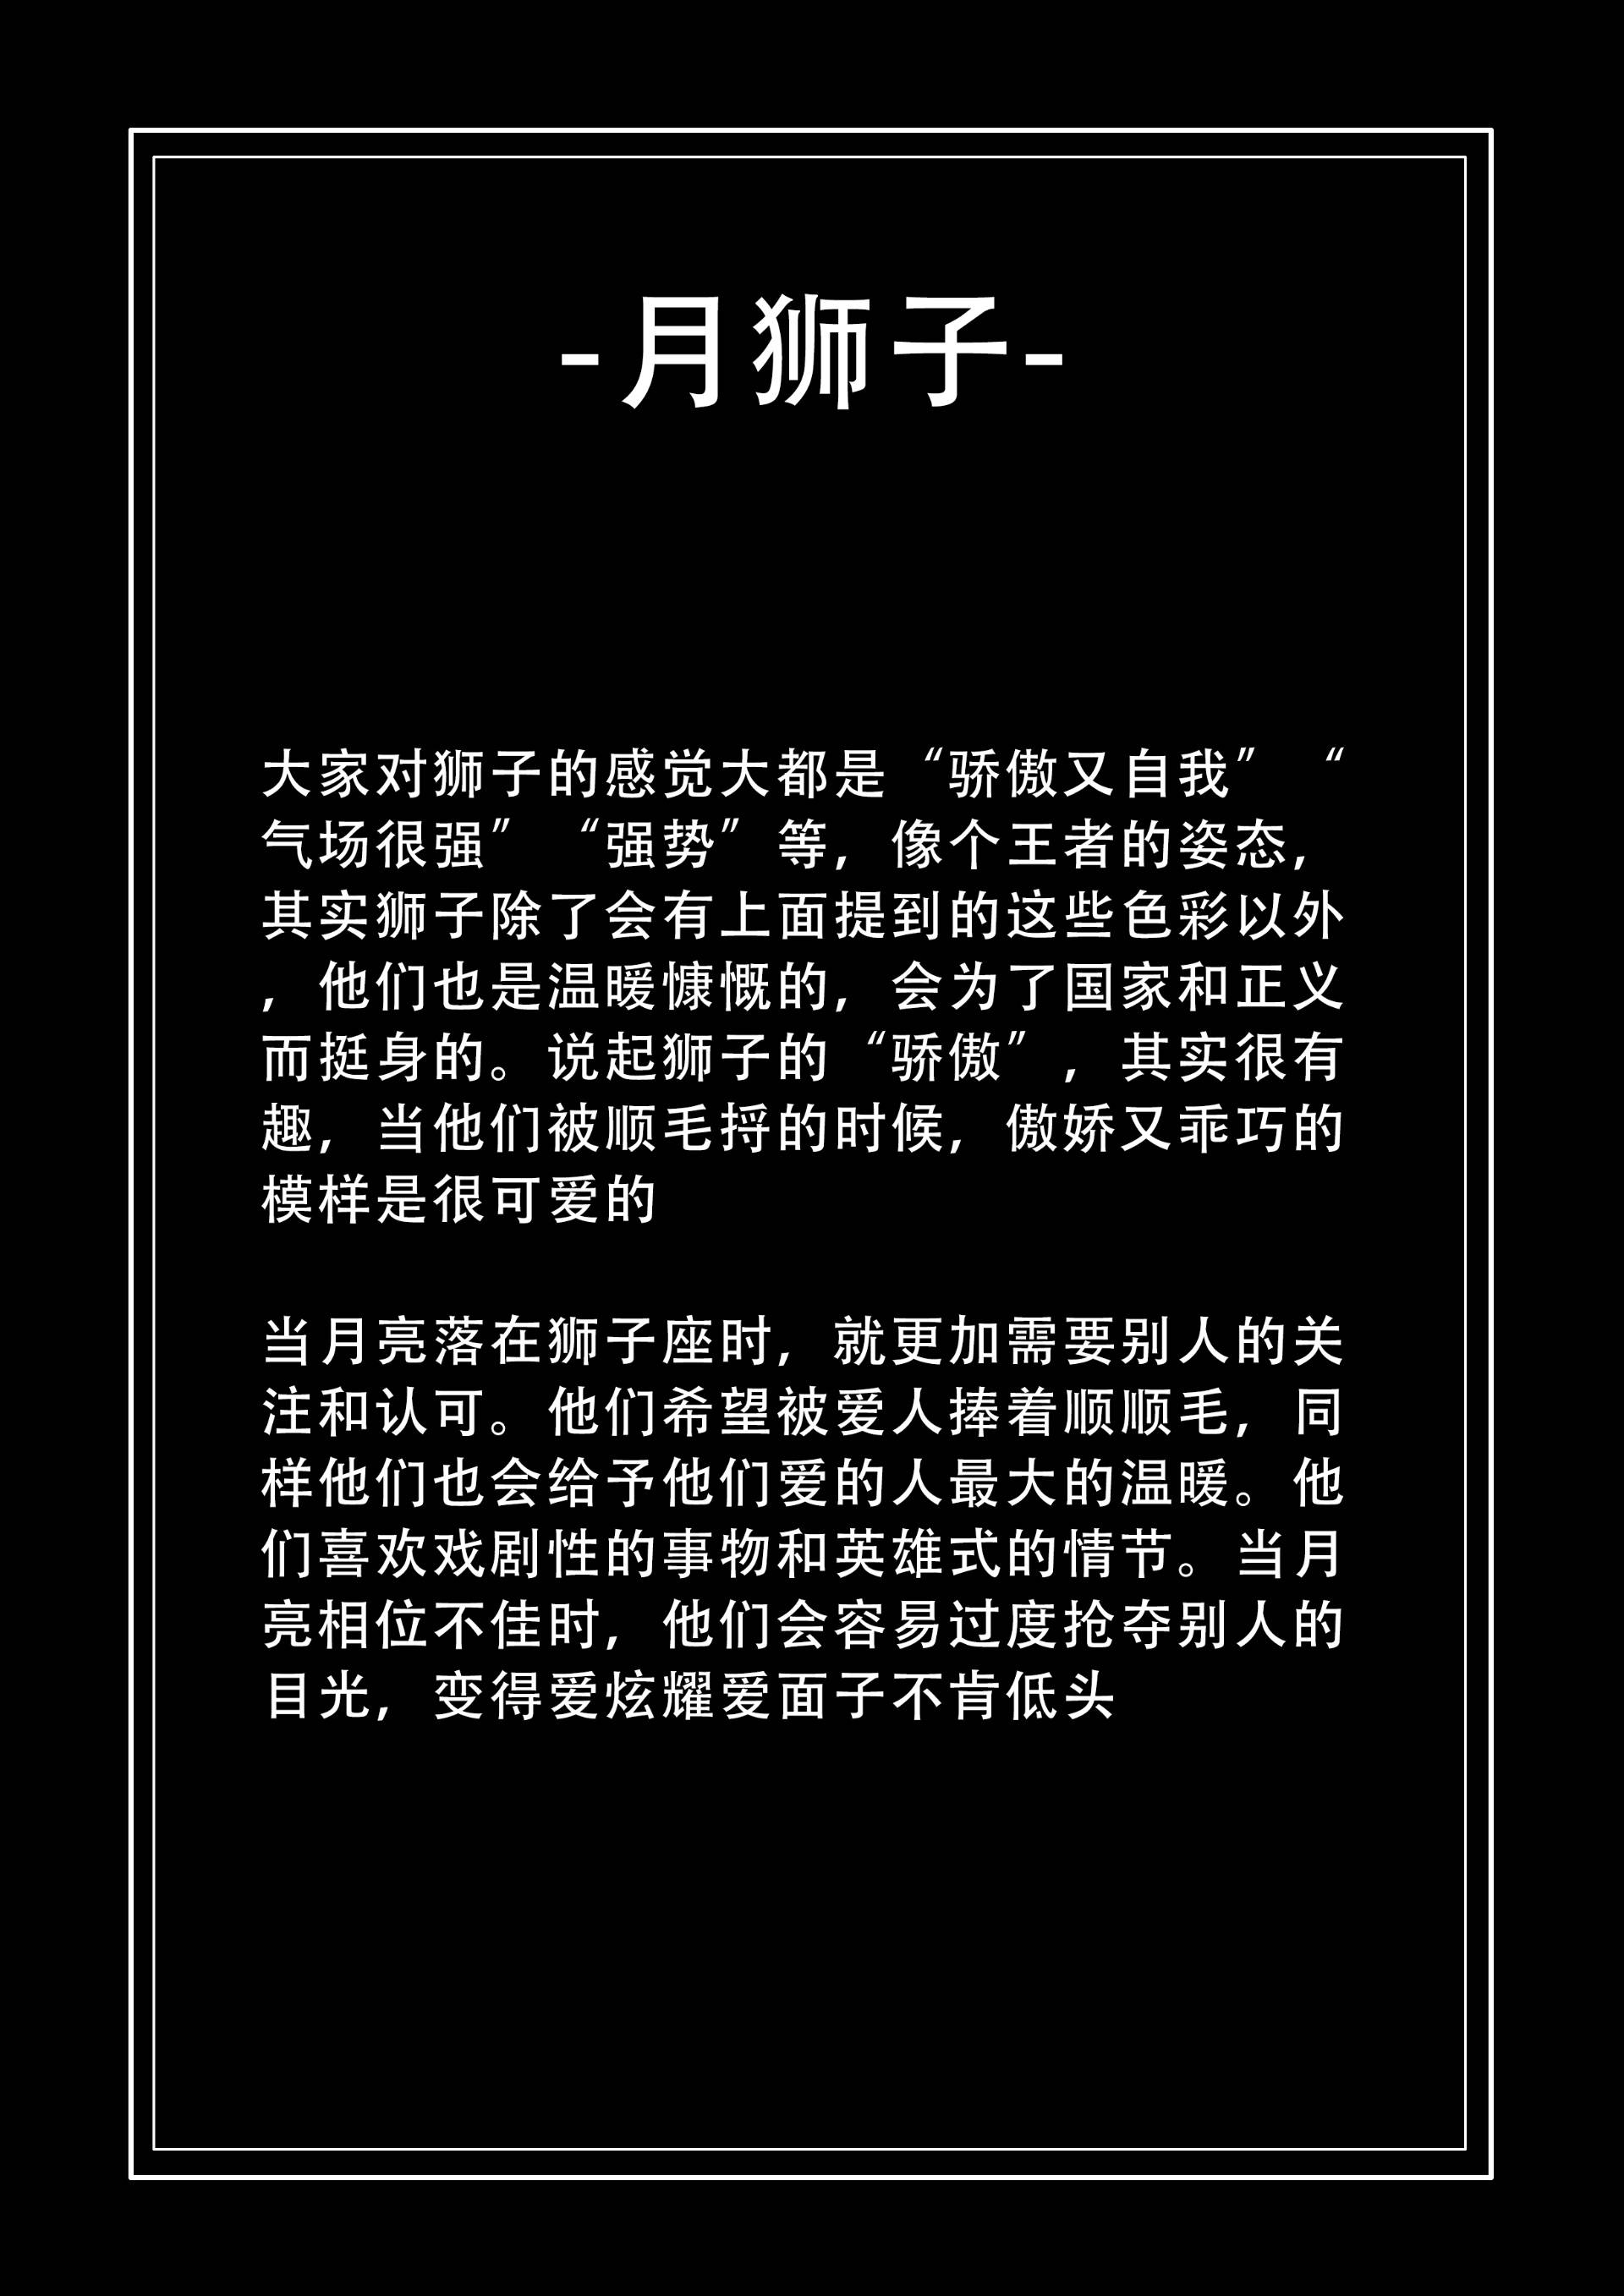 -月狮子-
大家对狮子的感觉大都是“骄傲又自我”“
气场很强”“强势”等，像个王者的姿态，
其实狮子除了会有上面提到的这些色彩以外
，他们也是温暖慷慨的，会为了国家和正义
而挺身的。说起狮子的“骄傲”，其实很有
趣，当他们被顺毛捋的时候，傲娇又乖巧的
模样是很可爱的
当月亮落在狮子座时，就更加需要别人的关
注和认可。他们希望被爱人捧着顺顺毛，同
样他们也会给予他们爱的人最大的温暖。他
们喜欢戏剧性的事物和英雄式的情节。当月
亮相位不佳时，他们会容易过度抢夺别人的
目光，变得爱炫耀爱面子不肯低头